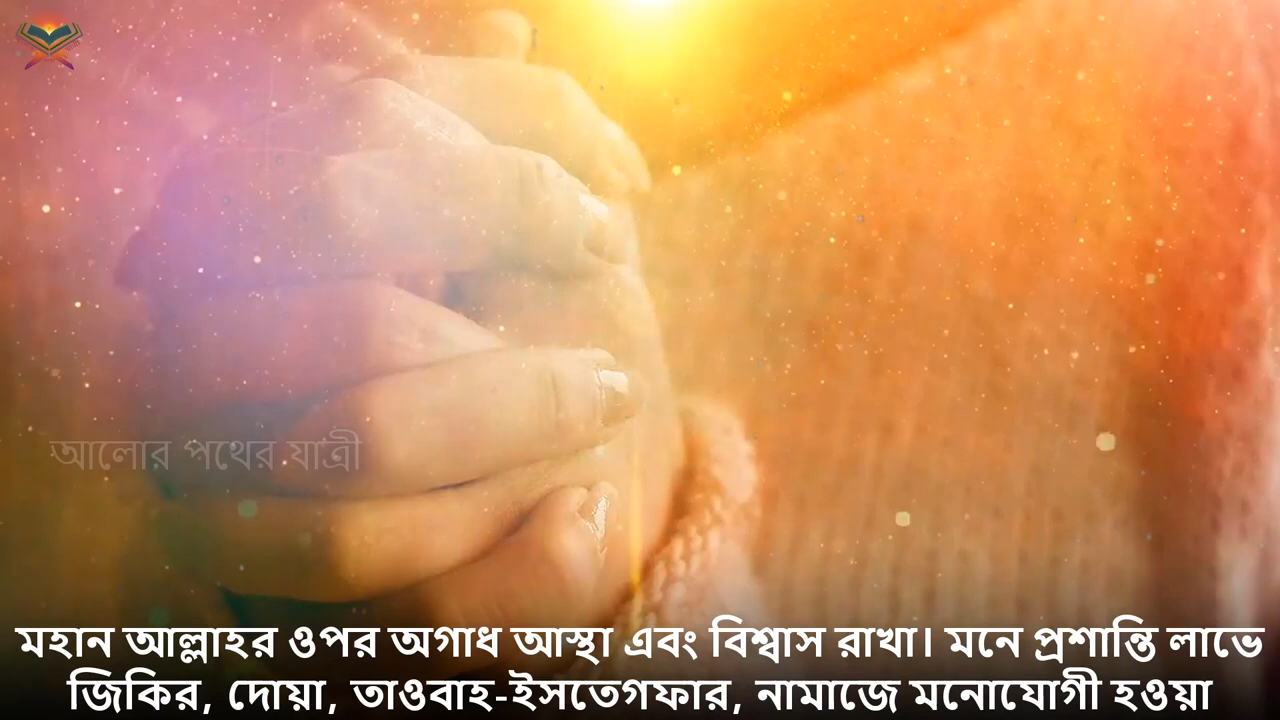 আলোর পথের যাত্রী
মহান আল্লাহর ওপর অগাধ আস্থা এবং বিশ্বাস রাখা। মনে প্রশান্তি লাভে
জিকির, দোয়া, তাওবাহ-ইসতেগফার, নামাজে মনোযোগী হওয়া